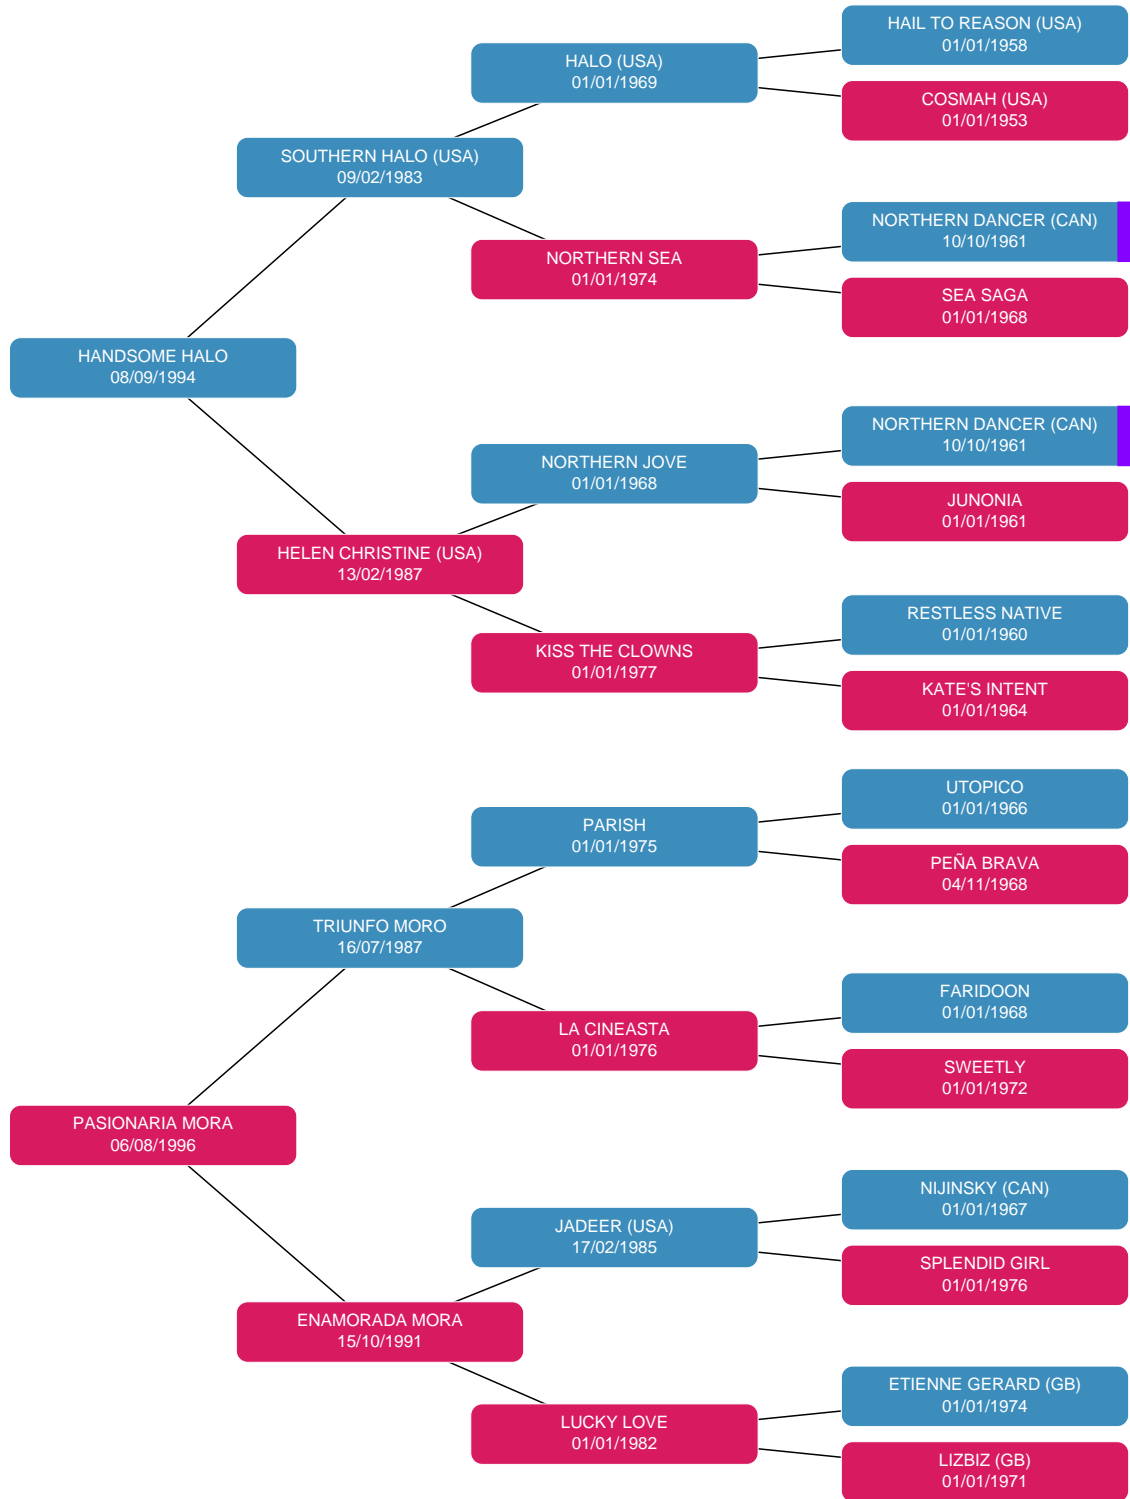 HAIL TO REASON (USA)
01/01/1958
HALO (USA)
01/01/1969
COSMAH (USA)
01/01/1953
SOUTHERN HALO (USA)
09/02/1983
NORTHERN DANCER (CAN)
10/10/1961
NORTHERN SEA
01/01/1974
SEA SAGA
01/01/1968
HANDSOME HALO
08/09/1994
NORTHERN DANCER (CAN)
10/10/1961
NORTHERN JOVE
01/01/1968
JUNONIA
01/01/1961
HELEN CHRISTINE (USA)
13/02/1987
RESTLESS NATIVE
01/01/1960
KISS THE CLOWNS
01/01/1977
KATE'S INTENT
01/01/1964
UTOPICO
01/01/1966
PARISH
01/01/1975
PEÑA BRAVA
04/11/1968
TRIUNFO MORO
16/07/1987
FARIDOON
01/01/1968
LA CINEASTA
01/01/1976
SWEETLY
01/01/1972
PASIONARIA MORA
06/08/1996
NIJINSKY (CAN)
01/01/1967
JADEER (USA)
17/02/1985
SPLENDID GIRL
01/01/1976
ENAMORADA MORA
15/10/1991
ETIENNE GERARD (GB)
01/01/1974
LUCKY LOVE
01/01/1982
LIZBIZ (GB)
01/01/1971